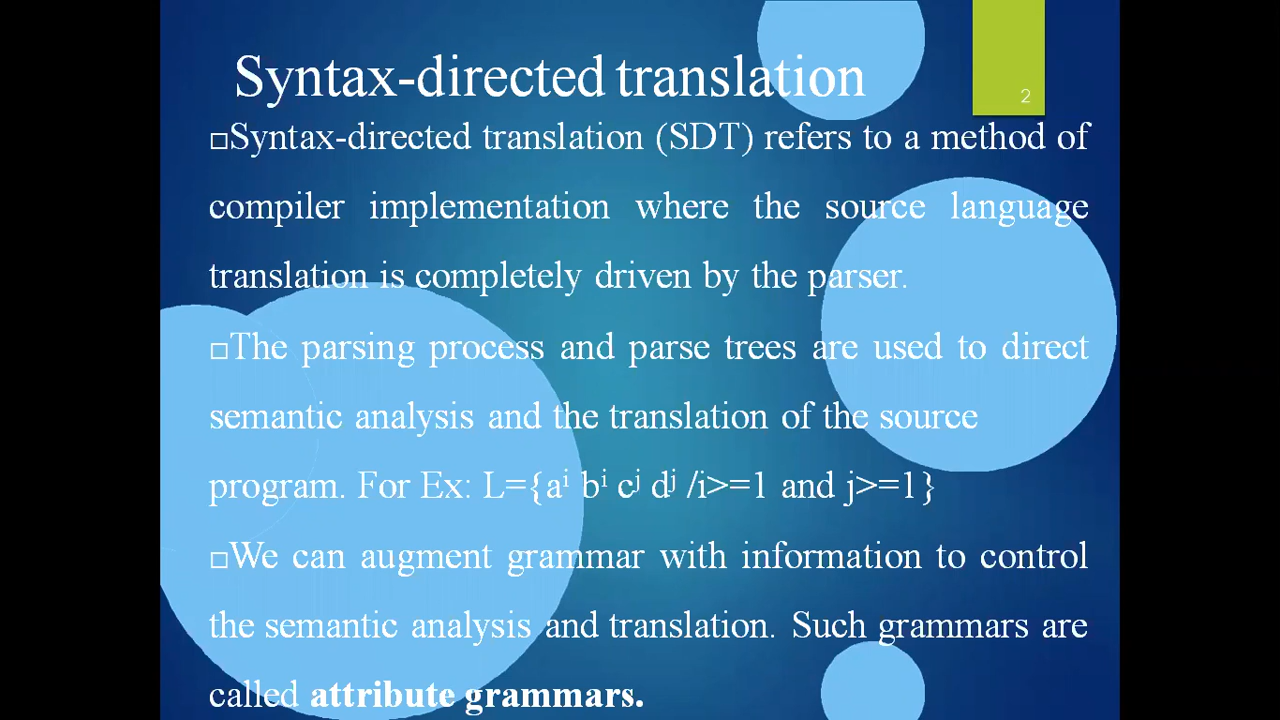 Syntax-directed translation
2
□Syntax-directed translation (SDT) refers to a method of
compiler implementation where the source language
translation is completely driven by the parser.
□The parsing process and parse trees are used to direct
semantic analysis and the translation of the source
program. For Ex: L={aⁱ bⁱ cʲ dʲ /i>=1 and j>=1}
□We can augment grammar with information to control
the semantic analysis and translation. Such grammars are
called attribute grammars.